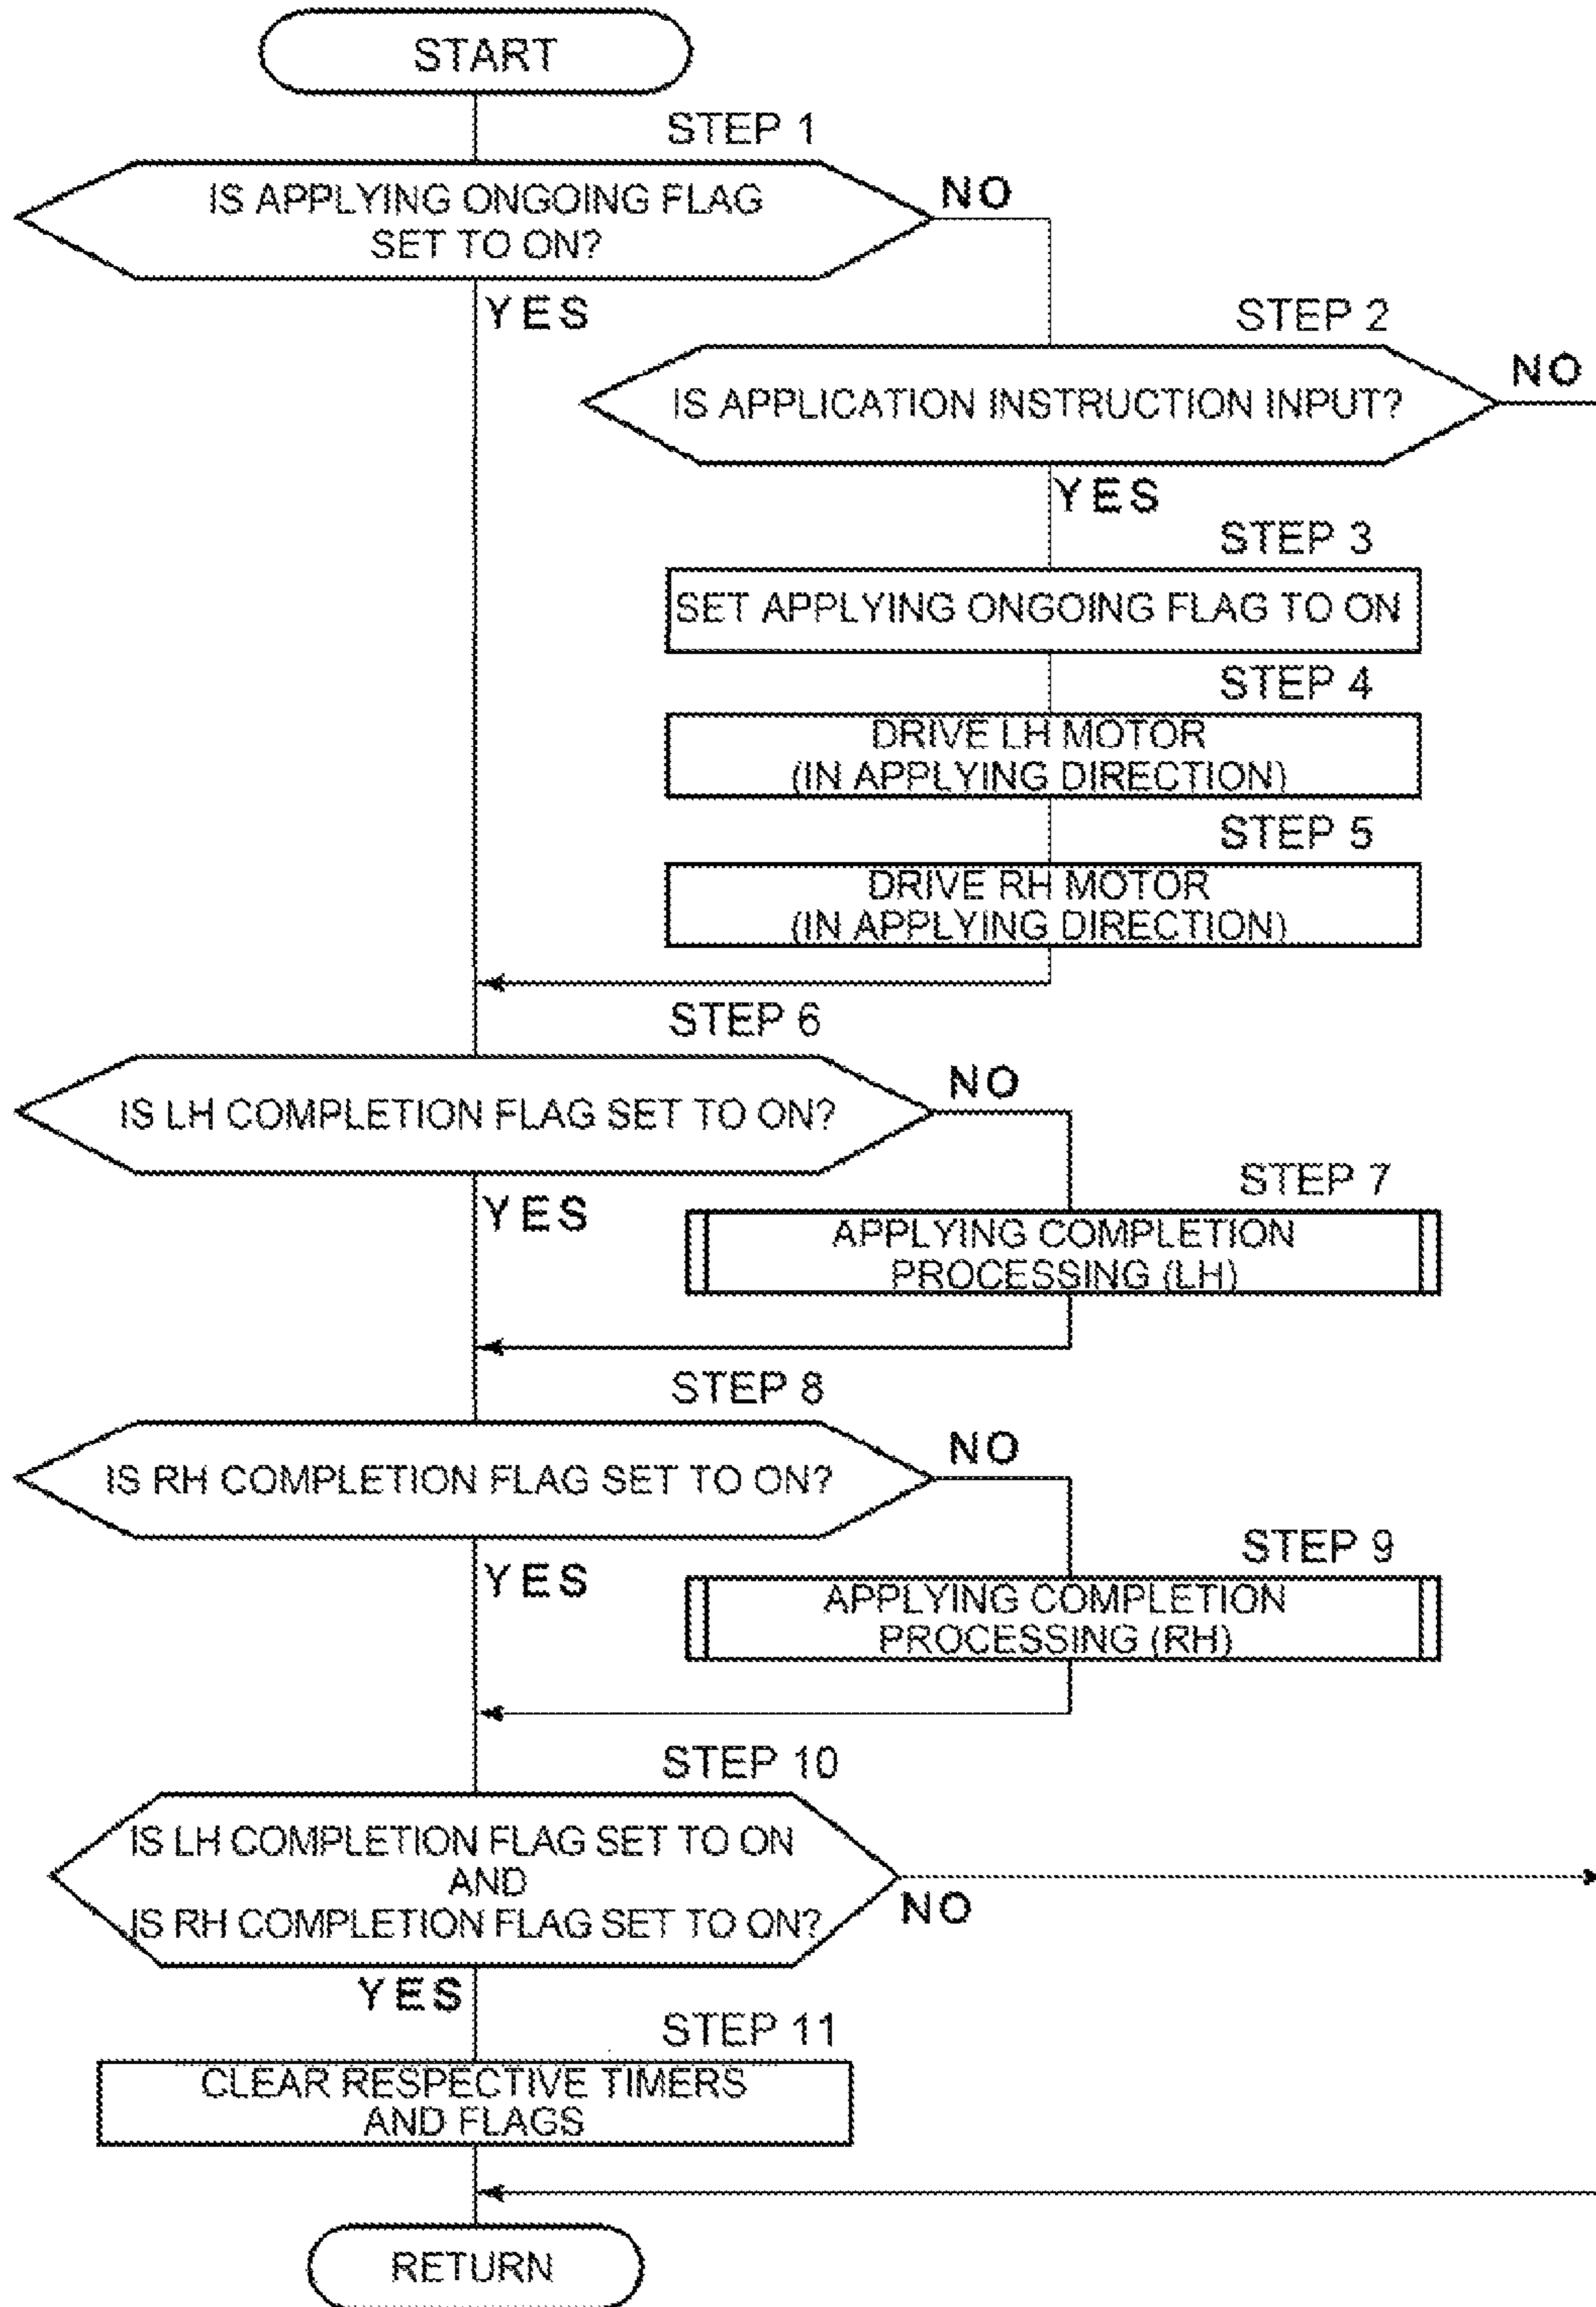 START
STEP 1
IS APPLYING ONGOING FLAG
SET TO ON?
NO
YES
STEP 2
IS APPLICATION INSTRUCTION INPUT?
NO
YES
STEP 3
SET APPLYING ONGOING FLAG TO ON
STEP 4
DRIVE LH MOTOR
(IN APPLYING DIRECTION)
STEP 5
DRIVE RH MOTOR
(IN APPLYING DIRECTION)
STEP 6
IS LH COMPLETION FLAG SET TO ON?
NO
YES
STEP 7
APPLYING COMPLETION
PROCESSING (LH)
STEP 8
IS RH COMPLETION FLAG SET TO ON?
NO
YES
STEP 9
APPLYING COMPLETION
PROCESSING (RH)
STEP 10
IS LH COMPLETION FLAG SET TO ON
AND
IS RH COMPLETION FLAG SET TO ON?
NO
YES
STEP 11
CLEAR RESPECTIVE TIMERS
AND FLAGS
RETURN